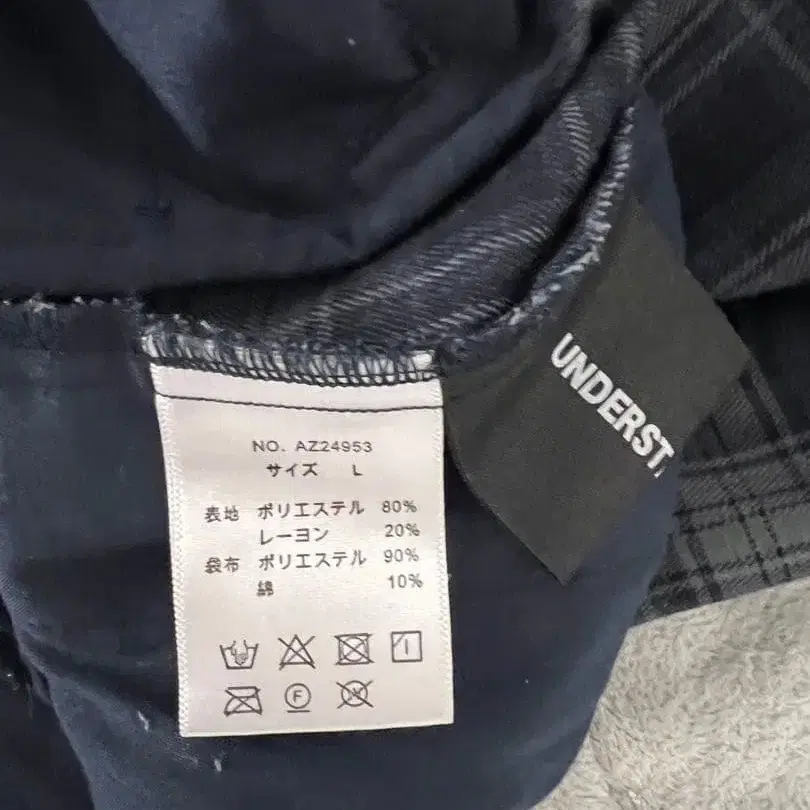 NO. AZ24953
サイズ L
表地 ポリエステル 80%
レーヨン 20%
袋布 ポリエステル 90%
綿 10%
F
W
UNDERST